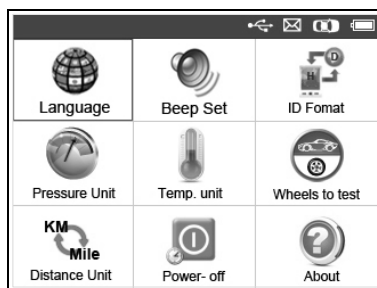 D
H
Language Beep Set ID Fomat
Pressure Unit Temp. unit Wheels to test
KM
Mile
Distance Unit Power- off About